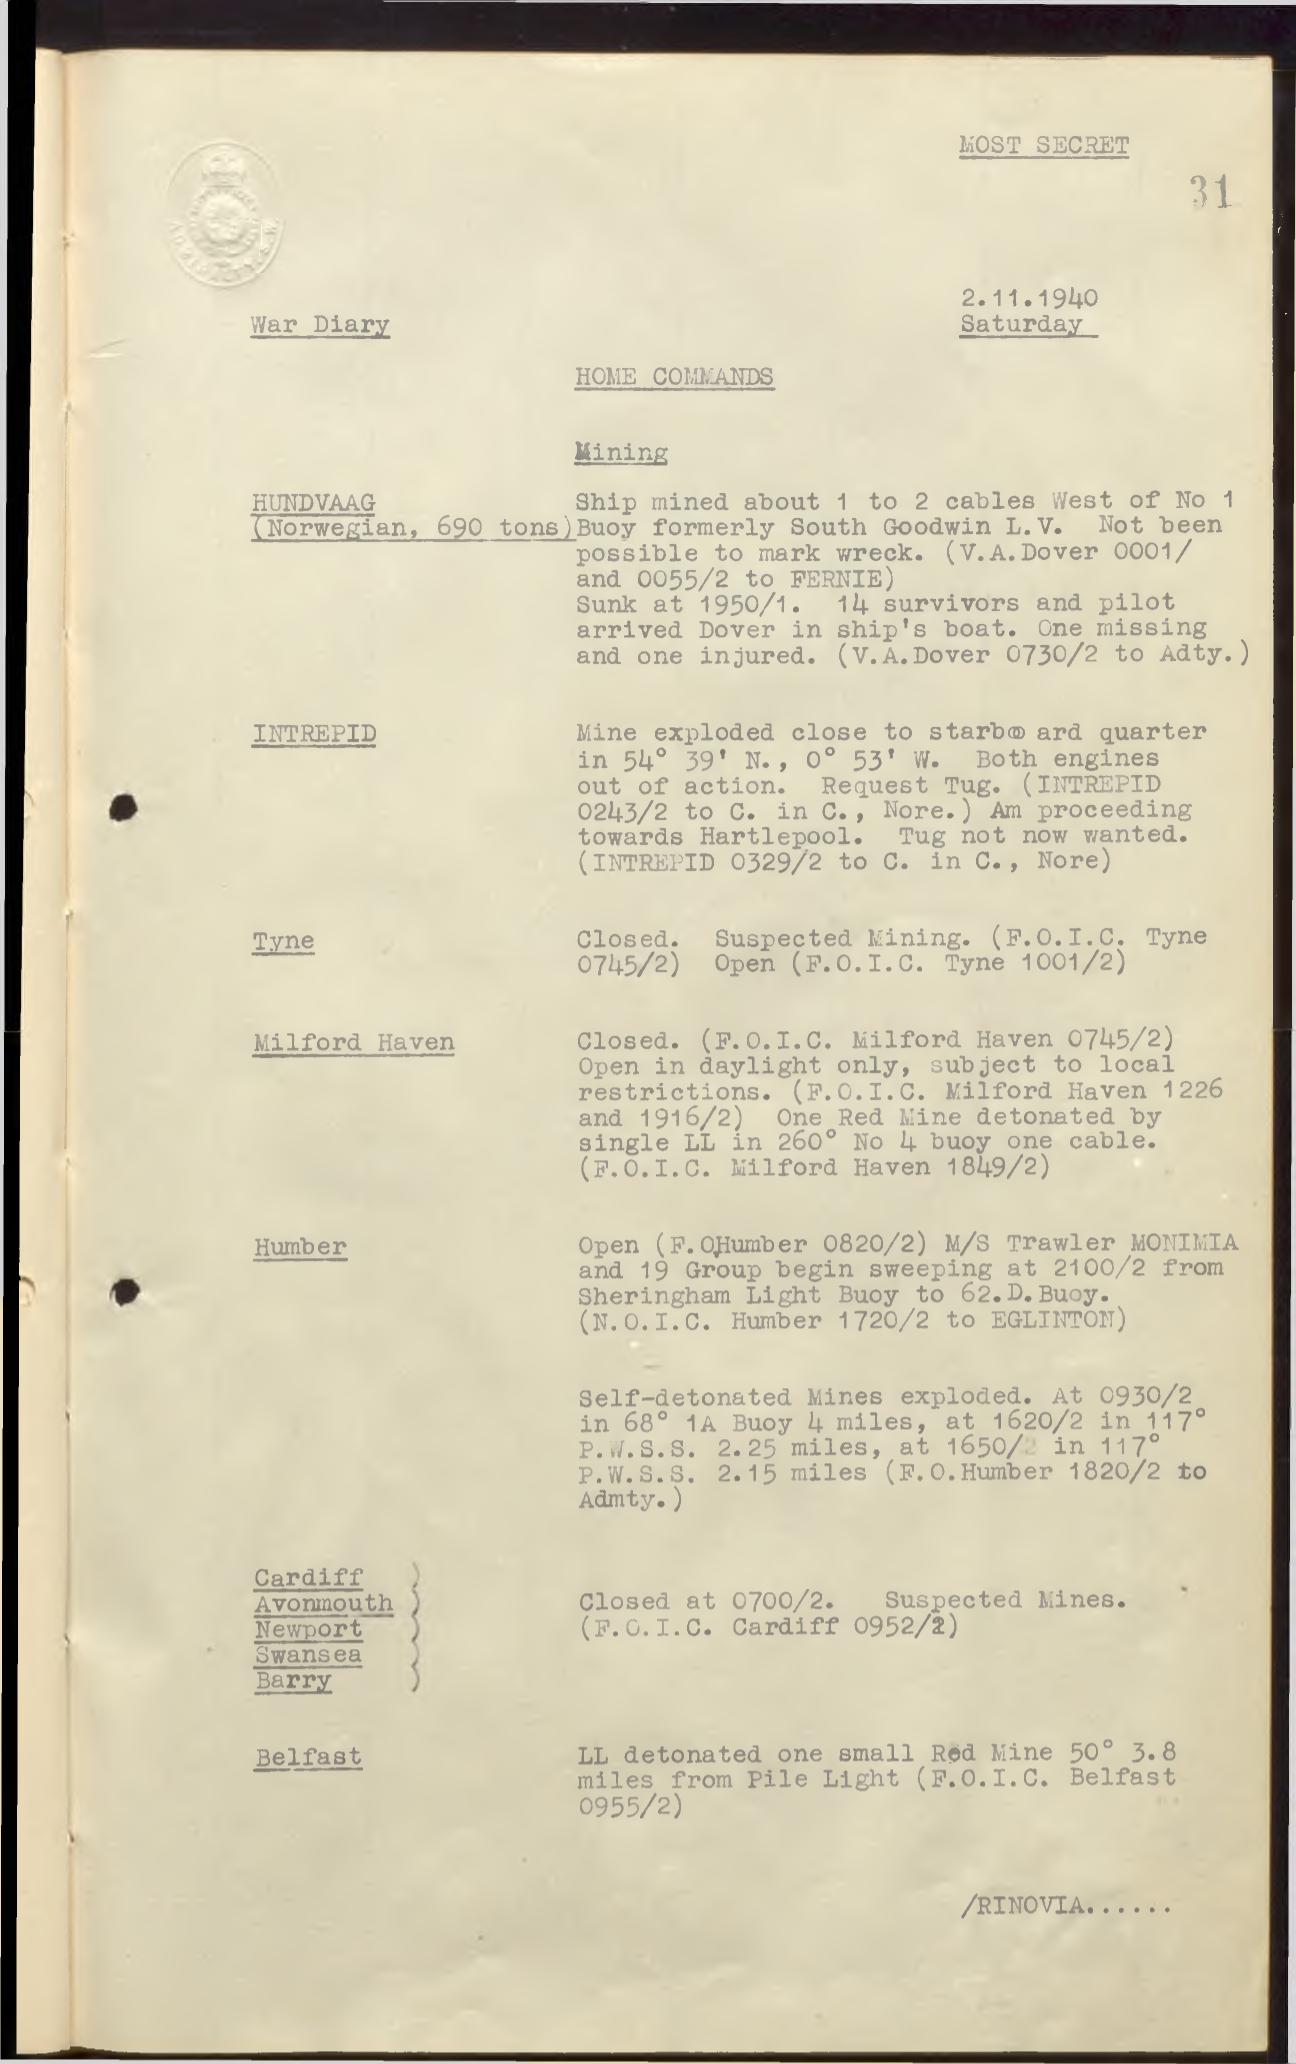 MOST SECRET
31
2.11.1940
War Diary
Saturday
HOME COMMANDS
Mining
HUNDVAAG
(Norwegian, 690 tons)
Ship mined about 1 to 2 cables West of No 1
Buoy formerly South Goodwin L.V. Not been
possible to mark wreck. (V.A.Dover 0001/
and 0055/2 to FERNIE)
Sunk at 1950/1. 14 survivors and pilot
arrived Dover in ship's boat. One missing
and one injured. (V.A.Dover 0730/2 to Adty.)
INTREPID
Mine exploded close to starboard quarter
in 54° 39' N., 0° 53' W. Both engines
out of action. Request Tug. (INTREPID
0243/2 to C. in C., Nore.) Am proceeding
towards Hartlepool. Tug not now wanted.
(INTREPID 0329/2 to C. in C., Nore)
Tyne
Closed. Suspected Mining. (F.O.I.C. Tyne
0745/2) Open (F.O.I.C. Tyne 1001/2)
Milford Haven
Closed. (F.O.I.C. Milford Haven 0745/2)
Open in daylight only, subject to local
restrictions. (F.O.I.C. Milford Haven 1226
and 1916/2) One Red Mine detonated by
single LL in 260° No 4 buoy one cable.
(F.O.I.C. Milford Haven 1849/2)
Humber
Open (F.O.Humber 0820/2) M/S Trawler MONIMIA
and 19 Group begin sweeping at 2100/2 from
Sheringham Light Buoy to 62.D.Buoy.
(N.O.I.C. Humber 1720/2 to EGLINTON)
Self-detonated Mines exploded. At 0930/2
in 68° 1A Buoy 4 miles, at 1620/2 in 117°
P.W.S.S. 2.25 miles, at 1650/2 in 117°
P.W.S.S. 2.15 miles (F.O.Humber 1820/2 to
Admty.)
Cardiff )
Avonmouth )
Newport )
Swansea )
Barry )
Closed at 0700/2. Suspected Mines.
(F.O.I.C. Cardiff 0952/2)
Belfast
LL detonated one small Red Mine 50° 3.8
miles from Pile Light (F.O.I.C. Belfast
0955/2)
/RINOVIA......